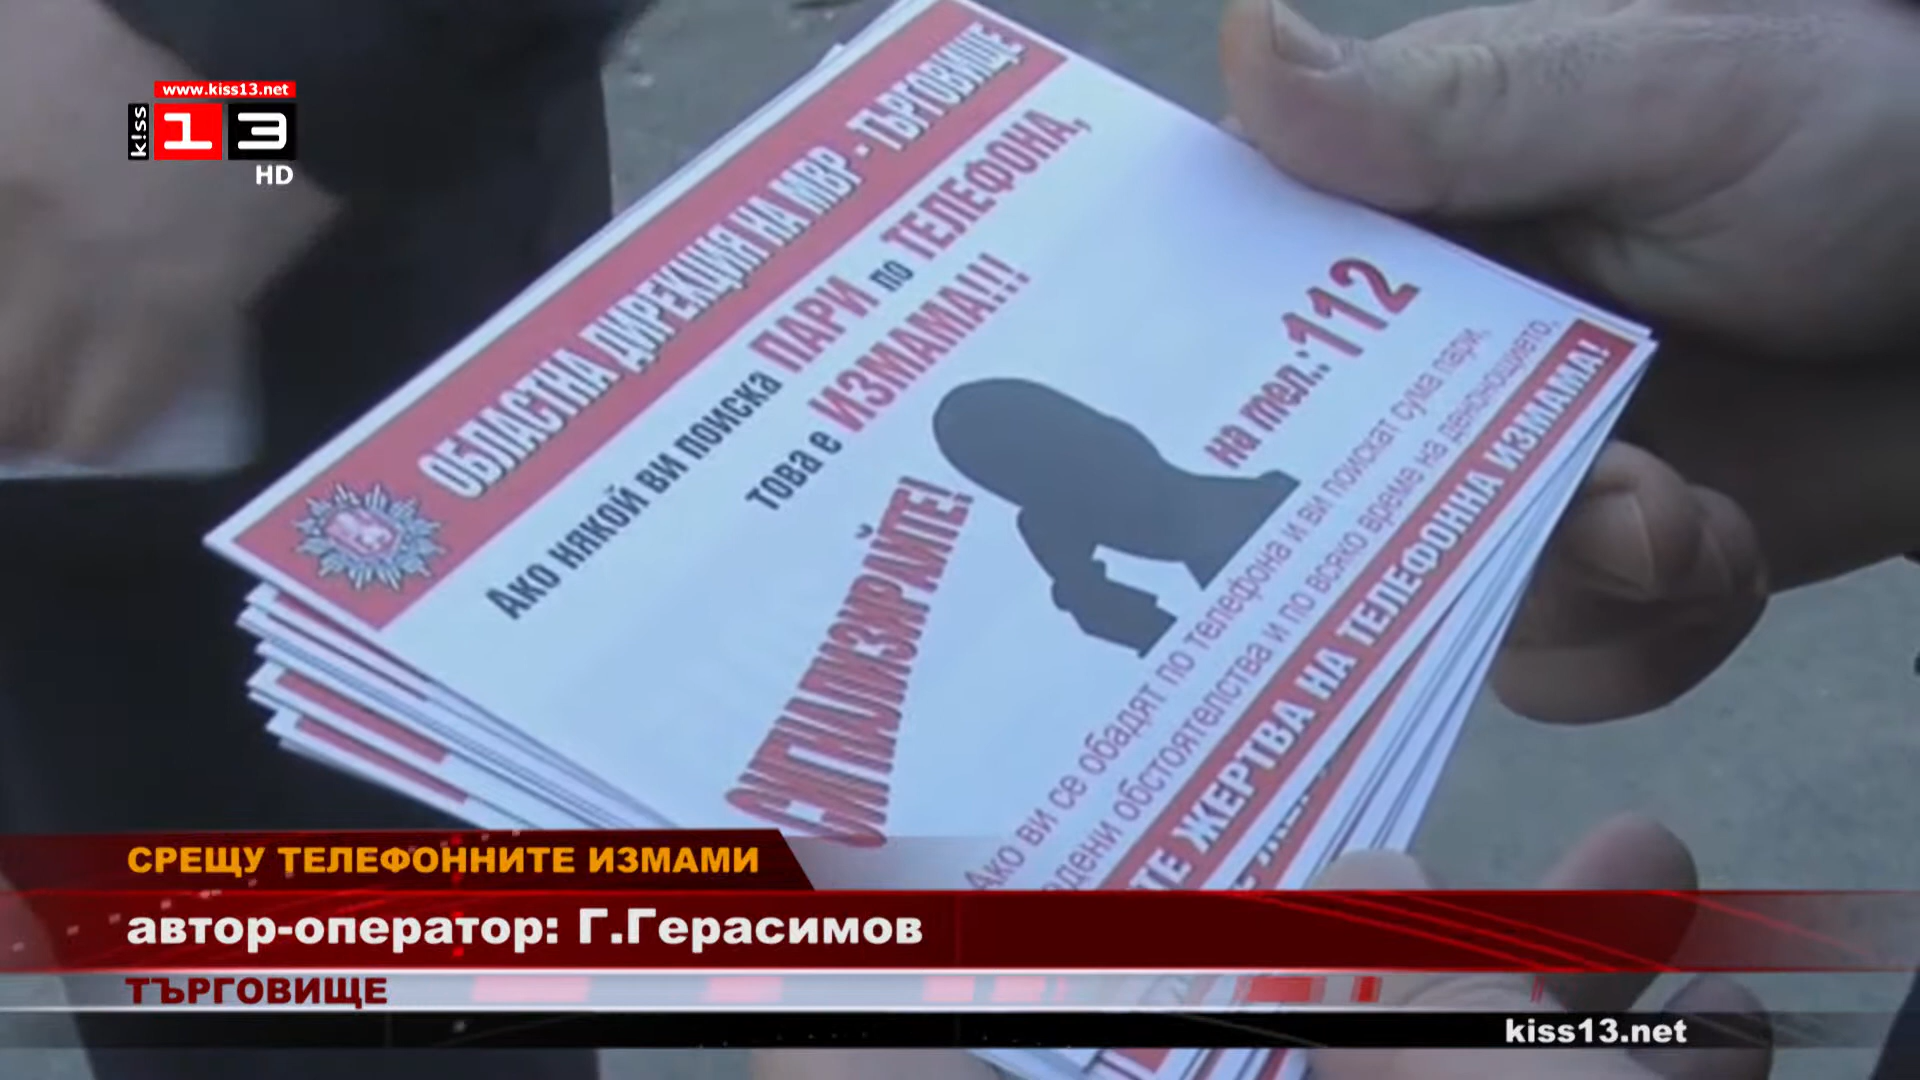 www.kiss13.net
kiss 13
HD
ОБЛАСТНА ДИРЕКЦИЯ НА МВР - ТЪРГОВИЩЕ
Ако някой ви поиска ПАРИ по ТЕЛЕФОНА,
това е ИЗМАМА!!!
СИГНАЛИЗИРАЙТЕ!
на тел.: 112
Ако ви се обадят по телефона и ви поискат сума пари,
обстоятелства и по всяко време на денонощието,
ЖЕРТВА НА ТЕЛЕФОННА ИЗМАМА!
СРЕЩУ ТЕЛЕФОННИТЕ ИЗМАМИ
автор-оператор: Г.Герасимов
ТЪРГОВИЩЕ
kiss13.net